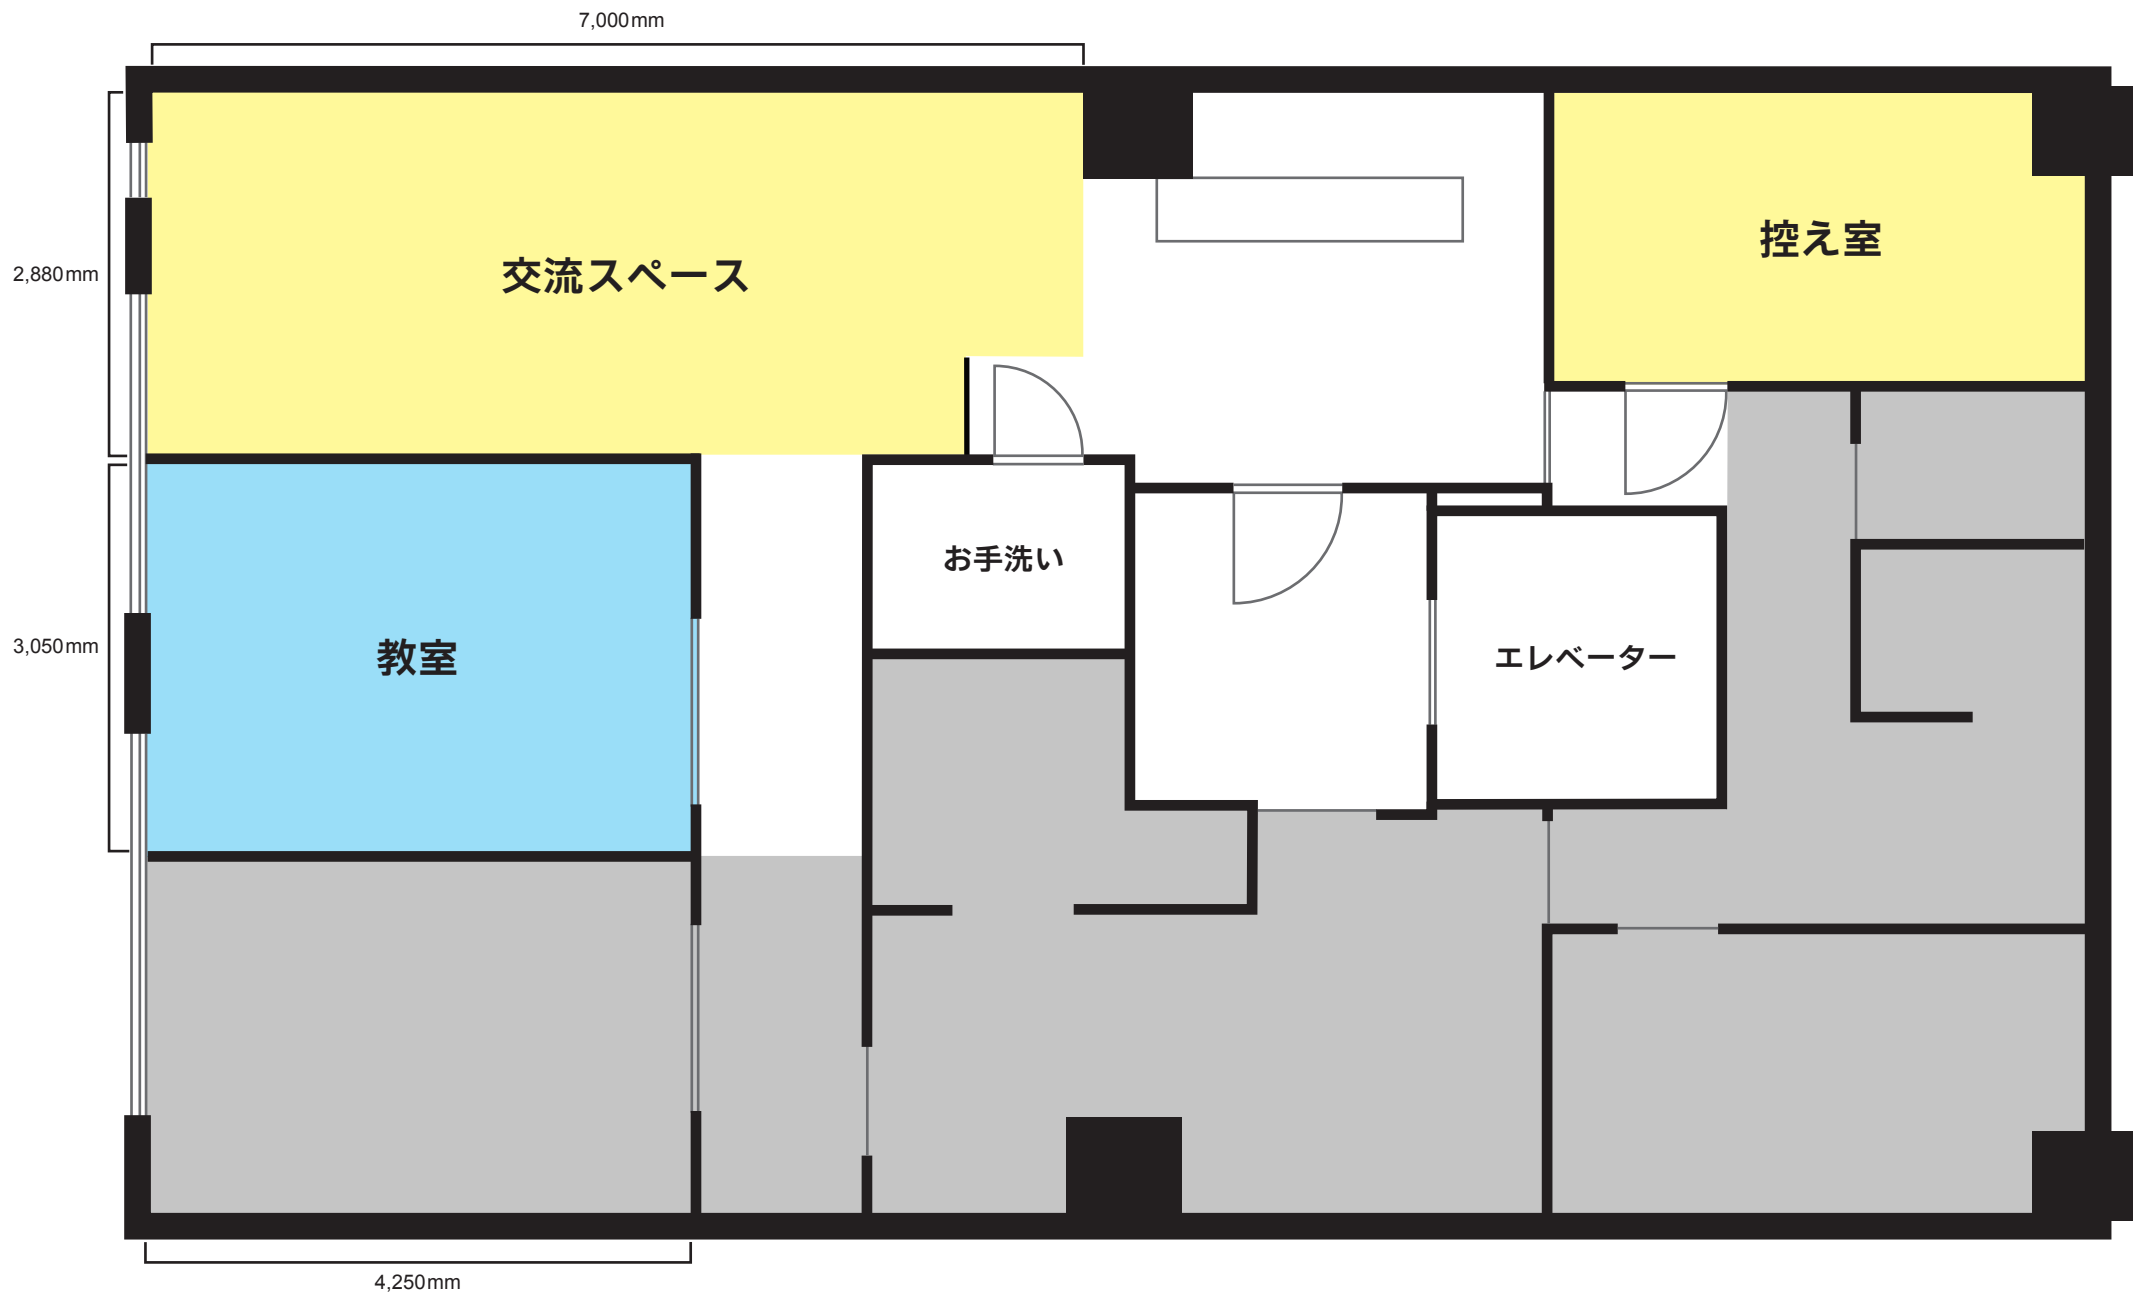 7,000mm
控え室
交流スペース
2,880mm
お手洗い
3,050mm
教室
エレベーター
4,250mm